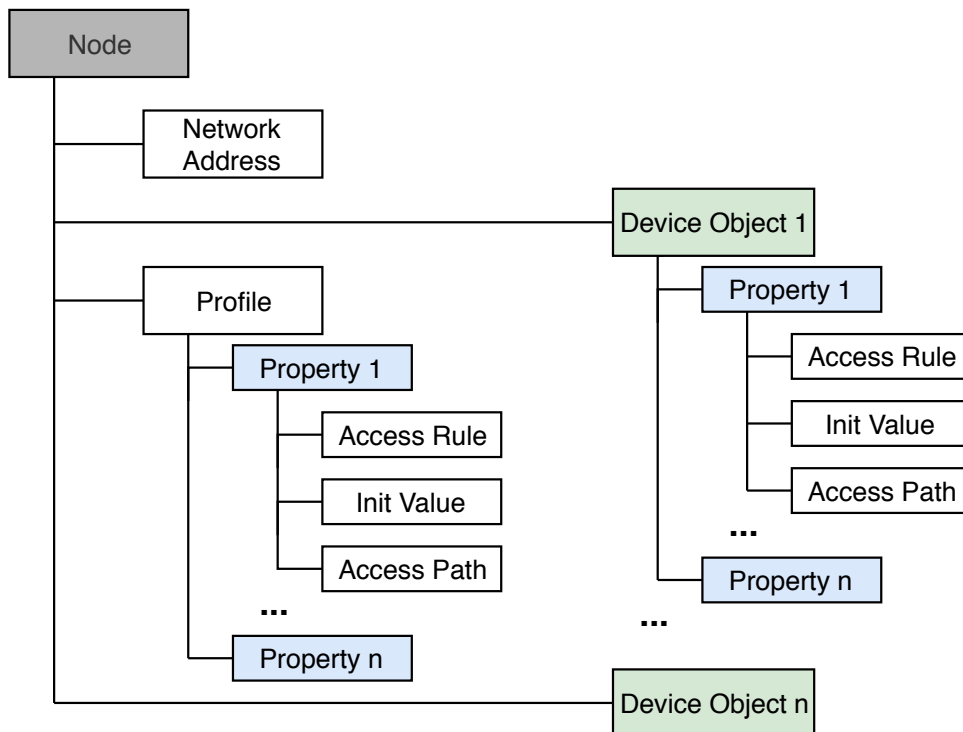 Node
Network
Address
Device Object 1
Profile
Property 1
Access Rule
Init Value
Access Path
...
Property n
Property 1
Access Rule
Init Value
Access Path
...
Property n
...
Device Object n